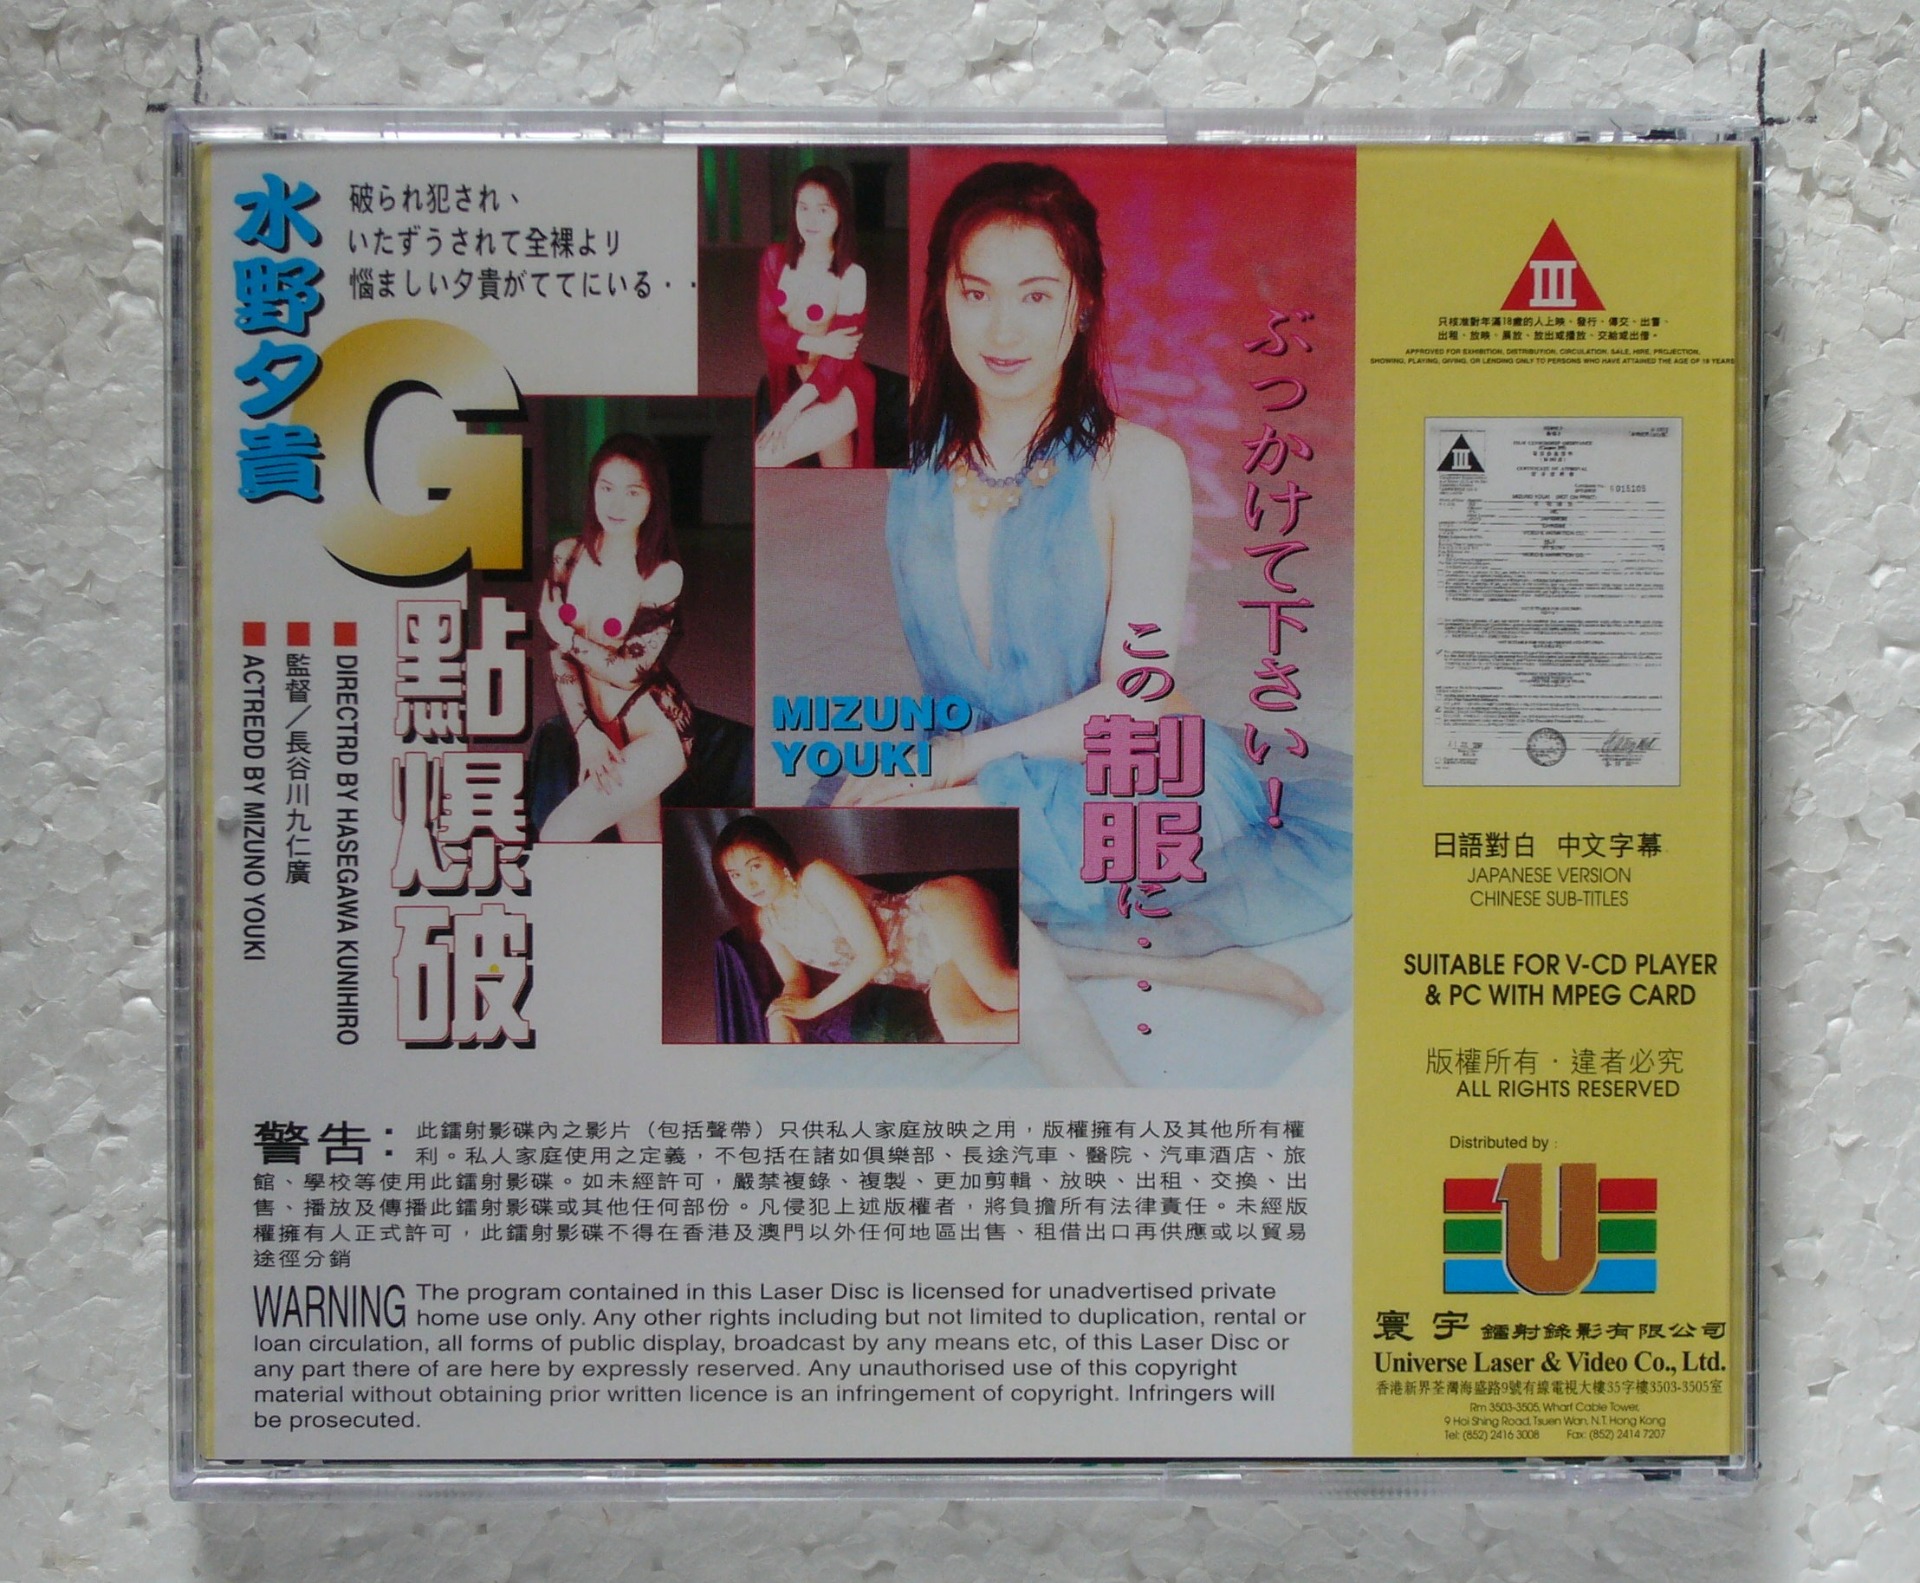 水野夕貴
破られ犯され、
いたずうされて全裸より
悩ましい夕貴がててにいる・・
G點爆破
DIRECTRD BY HASEGAWA KUNIHIRO
監督／長谷川九仁廣
ACTREDD BY MIZUNO YOUKI
MIZUNO
YOUKI
ぶっかけて下さい！
この制服に・・・
警告：此鐳射影碟內之影片（包括聲帶）只供私人家庭放映之用，版權擁有人及其他所有權
利。私人家庭使用之定義，不包括在諸如俱樂部、長途汽車、醫院、汽車酒店、旅
館、學校等使用此鐳射影碟。如未經許可，嚴禁複錄、複製、更加剪輯、放映、出租、交換、出
售、播放及傳播此鐳射影碟或其他任何部份。凡侵犯上述版權者，將負擔所有法律責任。未經版
權擁有人正式許可，此鐳射影碟不得在香港及澳門以外任何地區出售、租借出口再供應或以貿易
途徑分銷
WARNING The program contained in this Laser Disc is licensed for unadvertised private
home use only. Any other rights including but not limited to duplication, rental or
loan circulation, all forms of public display, broadcast by any means etc, of this Laser Disc or
any part there of are here by expressly reserved. Any unauthorised use of this copyright
material without obtaining prior written licence is an infringement of copyright. Infringers will
be prosecuted.
III
只核准對年滿18歲的人上映、發行、傳交、出售、
出租、放映、展放、放出或播放、交給或出借。
APPROVED FOR EXHIBITION, DISTRIBUTION, CIRCULATION, SALE, HIRE, PROJECTION,
SHOWING, PLAYING, GIVING, OR LENDING ONLY TO PERSONS WHO HAVE ATTAINED THE AGE OF 18 YEARS
III
CERTIFICATE OF APPROVAL
日語對白 中文字幕
JAPANESE VERSION
CHINESE SUB-TITLES
SUITABLE FOR V-CD PLAYER
& PC WITH MPEG CARD
版權所有・違者必究
ALL RIGHTS RESERVED
Distributed by :
U
寰宇鐳射錄影有限公司
Universe Laser & Video Co., Ltd.
香港新界荃灣海盛路9號有線電視大樓35字樓3503-3505室
Rm 3503-3505, Wharf Cable Tower,
9 Hoi Shing Road, Tsuen Wan, N.T. Hong Kong
Tel: (852) 2416 3008 Fax: (852) 2414 7207